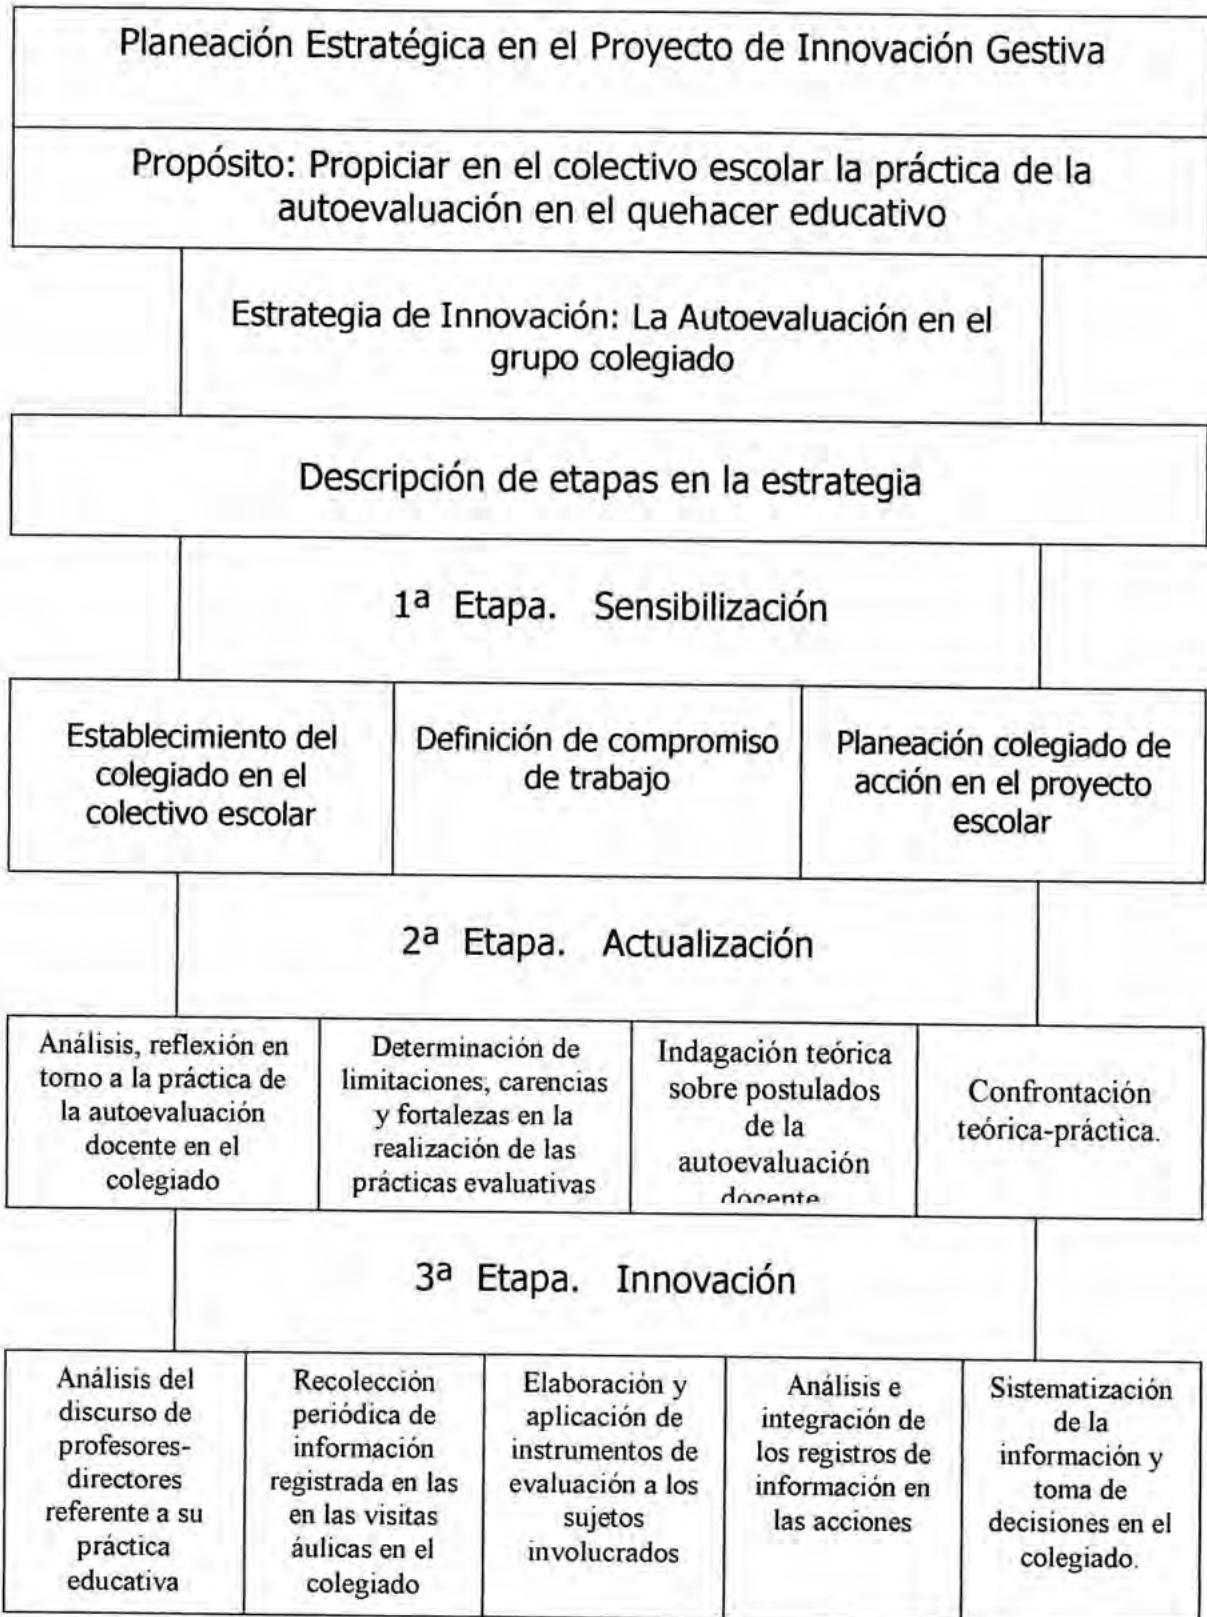 Planeación Estratégica en el Proyecto de Innovación Gestiva
Propósito: Propiciar en el colectivo escolar la práctica de la
autoevaluación en el quehacer educativo
Estrategia de Innovación: La Autoevaluación en el
grupo colegiado
Descripción de etapas en la estrategia
1ª Etapa. Sensibilización
Establecimiento del
colegiado en el
colectivo escolar
Definición de compromiso
de trabajo
Planeación colegiado de
acción en el proyecto
escolar
2ª Etapa. Actualización
Análisis, reflexión en
torno a la práctica de
la autoevaluación
docente en el
colegiado
Determinación de
limitaciones, carencias
y fortalezas en la
realización de las
prácticas evaluativas
Indagación teórica
sobre postulados
de la
autoevaluación
docente
Confrontación
teórica-práctica.
3ª Etapa. Innovación
Análisis del
discurso de
profesores-
directores
referente a su
práctica
educativa
Recolección
periódica de
información
registrada en las
en las visitas
áulicas en el
colegiado
Elaboración y
aplicación de
instrumentos de
evaluación a los
sujetos
involucrados
Análisis e
integración de
los registros de
información en
las acciones
Sistematización
de la
información y
toma de
decisiones en el
colegiado.